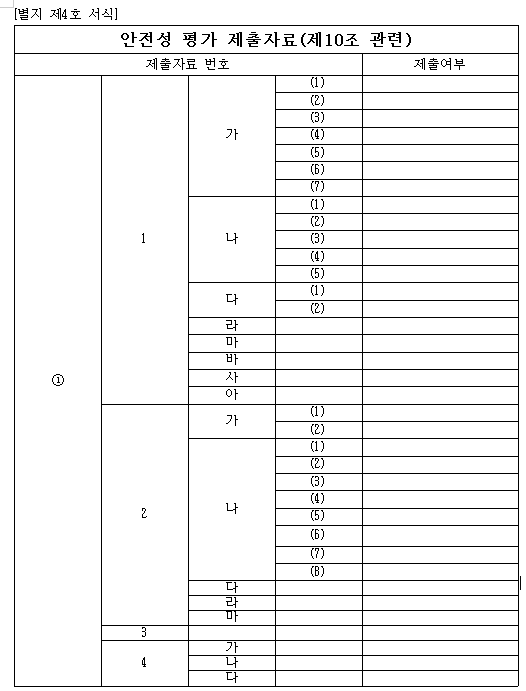 [별지 제4호 서식]
안전성 평가 제출자료(제10조 관련)
제출자료 번호 제출여부
① 1 가 (1)
(2)
(3)
(4)
(5)
(6)
(7)
나 (1)
(2)
(3)
(4)
(5)
다 (1)
(2)
라
마
바
사
아
2 가 (1)
(2)
나 (1)
(2)
(3)
(4)
(5)
(6)
(7)
(8)
다
라
마
3
4 가
나
다